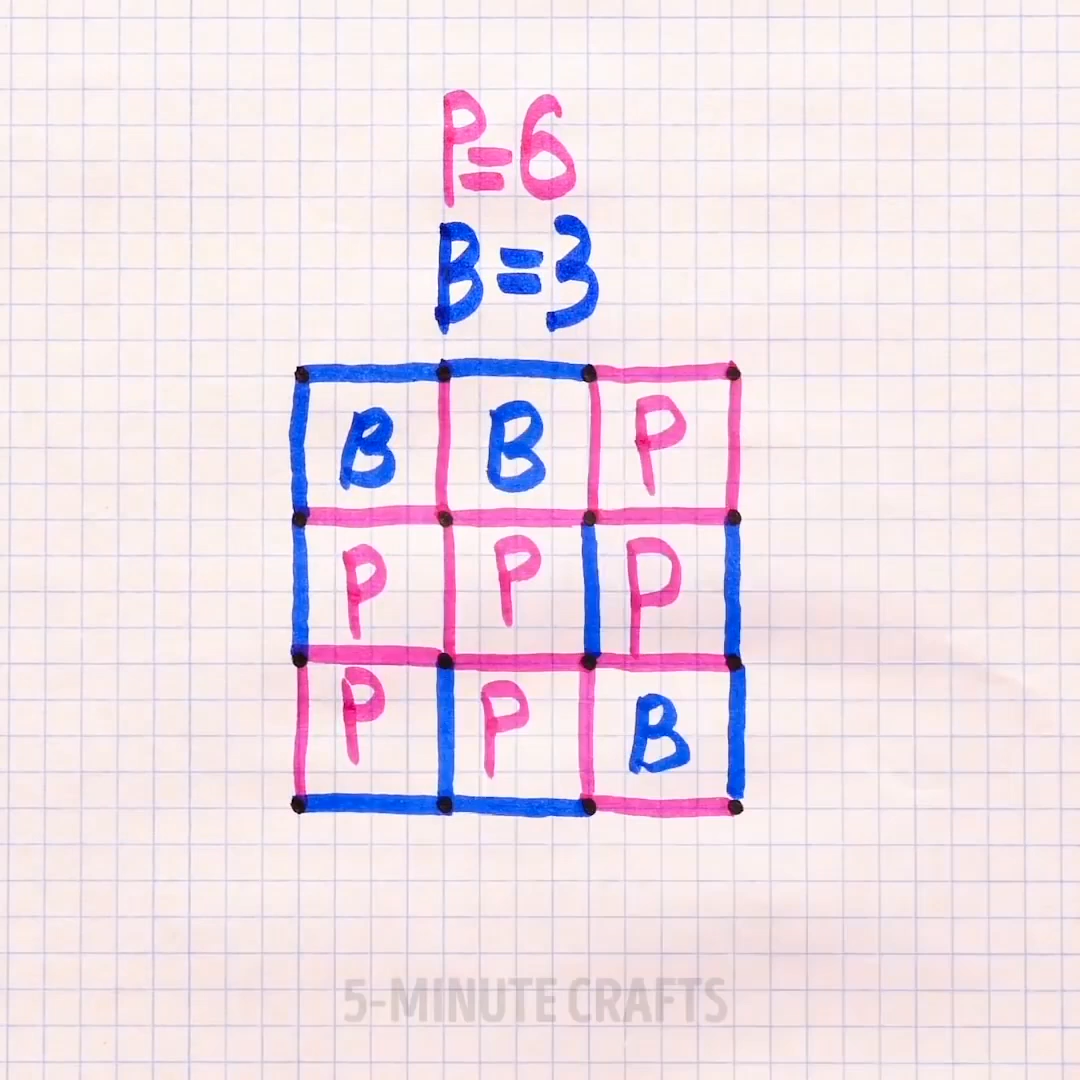 P=6
B=3
B B P
P P P
P P B
5-MINUTE CRAFTS